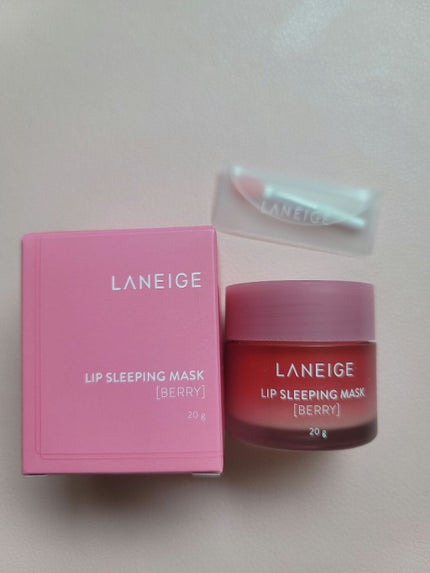 LANEIGE
LANEIGE
LIP SLEEPING MASK
[BERRY]
20 g
LANEIGE
LIP SLEEPING MASK
[BERRY]
20 g